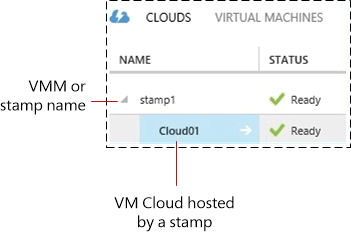 CLOUDS VIRTUAL MACHINES
NAME STATUS
VMM or
stamp name
stamp1 Ready
Cloud01 Ready
VM Cloud hosted
by a stamp